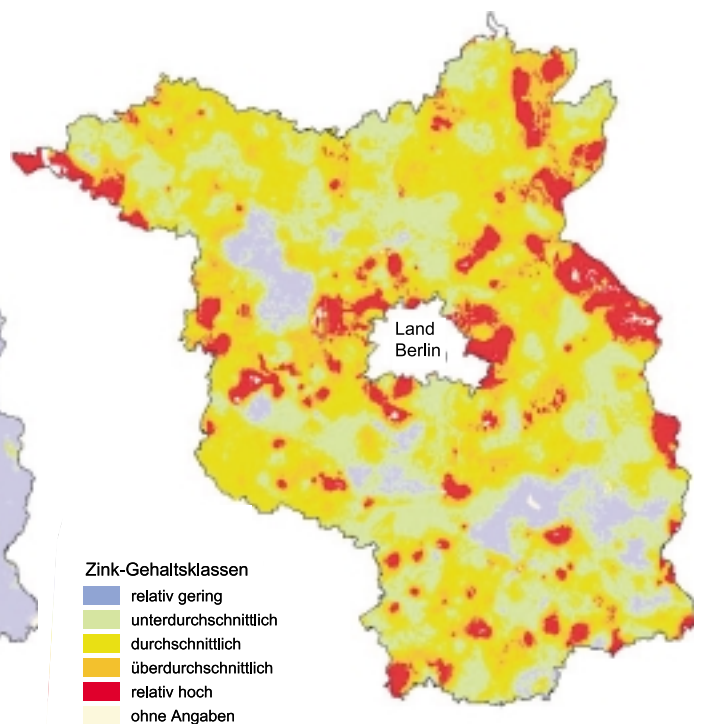 Land
Berlin
Zink-Gehaltsklassen
relativ gering
unterdurchschnittlich
durchschnittlich
überdurchschnittlich
relativ hoch
ohne Angaben